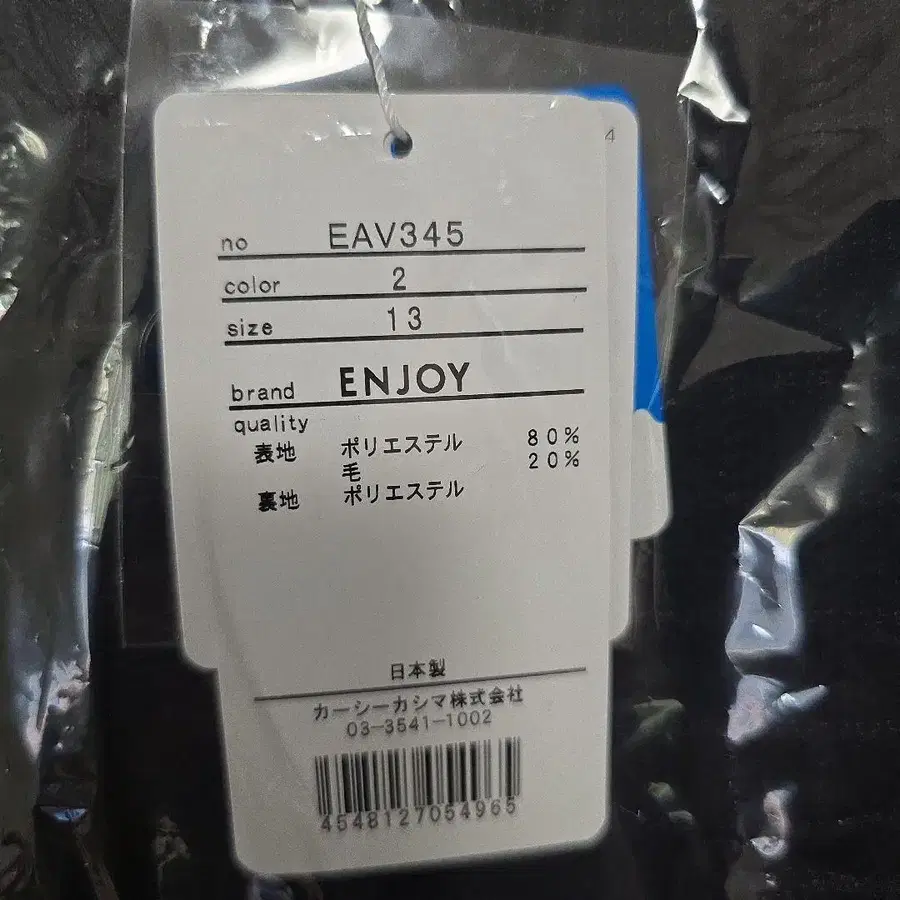 4
no EAV345
color 2
size 13
brand ENJOY
quality
表地 ポリエステル 80%
毛 20%
裏地 ポリエステル
日本製
カーシーカシマ株式会社
03-3541-1002
4548127054965